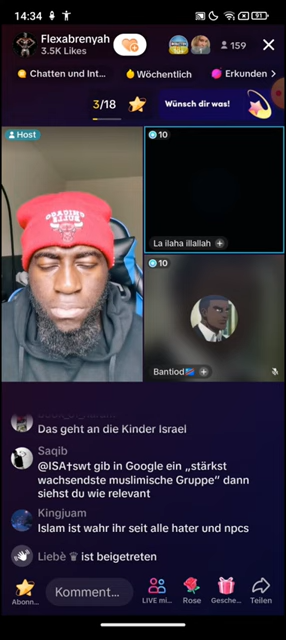 14:34
91
Flexabrenyah
3.5K Likes
159
Chatten und Int...
Wöchentlich
Erkunden
3/18
Wünsch dir was!
Host
10
CHICAGO
BULLS
La ilaha illallah
10
Bantiod
Das geht an die Kinder Israel
Saqib
@ISA†swt gib in Google ein „stärkst
wachsendste muslimische Gruppe“ dann
siehst du wie relevant
Kingjuam
Islam ist wahr ihr seit alle hater und npcs
Liebè ♕ ist beigetreten
Komment...
Abonn...
LIVE mi...
Rose
Gesche...
Teilen